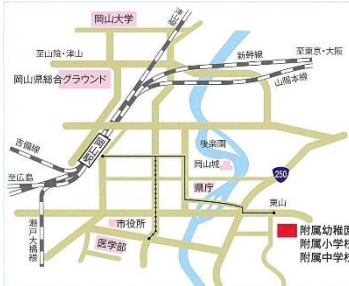 岡山大学
津山線
至山陰・津山
新幹線
至東京・大阪
岡山県総合グラウンド
山陽本線
吉備線
岡山駅
後楽園
岡山城
至広島
県庁
250
瀬戸大橋線
東山
市役所
医学部
附属幼稚園
附属小学校
附属中学校